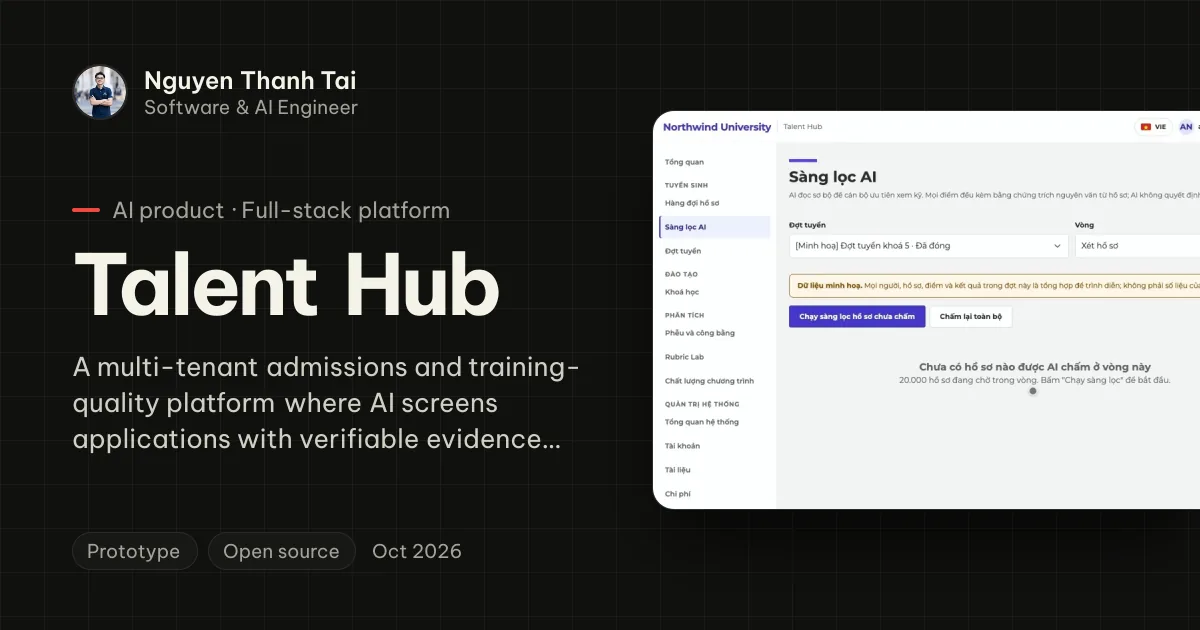 Nguyen Thanh Tai
Software & AI Engineer
AI product · Full-stack platform
Talent Hub
A multi-tenant admissions and training-
quality platform where AI screens
applications with verifiable evidence...
Prototype
Open source
Oct 2026
Northwind University
Talent Hub
VIE
AN
Tổng quan
TUYỂN SINH
Hàng đợi hồ sơ
Sàng lọc AI
Đợt tuyển
ĐÀO TẠO
Khoá học
PHÂN TÍCH
Phễu và công bằng
Rubric Lab
Chất lượng chương trình
QUẢN TRỊ HỆ THỐNG
Tổng quan hệ thống
Tài khoản
Tài liệu
Chi phí
Sàng lọc AI
AI đọc sơ bộ để cán bộ ưu tiên xem kỹ. Mọi điểm đều kèm bằng chứng trích nguyên văn từ hồ sơ; AI không quyết định
Đợt tuyển
Vòng
[Minh hoạ] Đợt tuyển khoá 5 · Đã đóng
Xét hồ sơ
Dữ liệu minh hoạ. Mọi người, hồ sơ, điểm và kết quả trong đợt này là tổng hợp để trình diễn; không phải số liệu của
Chạy sàng lọc hồ sơ chưa chấm
Chấm lại toàn bộ
Chưa có hồ sơ nào được AI chấm ở vòng này
20.000 hồ sơ đang chờ trong vòng. Bấm "Chạy sàng lọc" để bắt đầu.